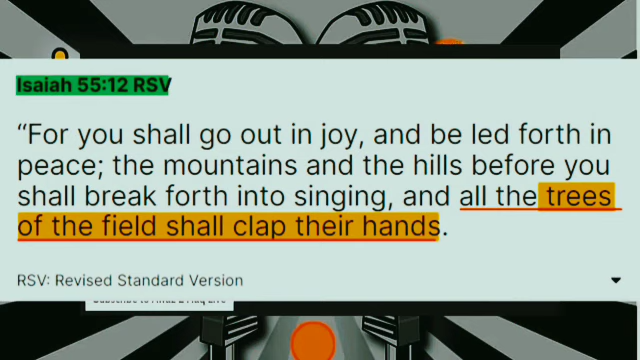 Isaiah 55:12 RSV
“For you shall go out in joy, and be led forth in
peace; the mountains and the hills before you
shall break forth into singing, and all the trees
of the field shall clap their hands.
RSV: Revised Standard Version